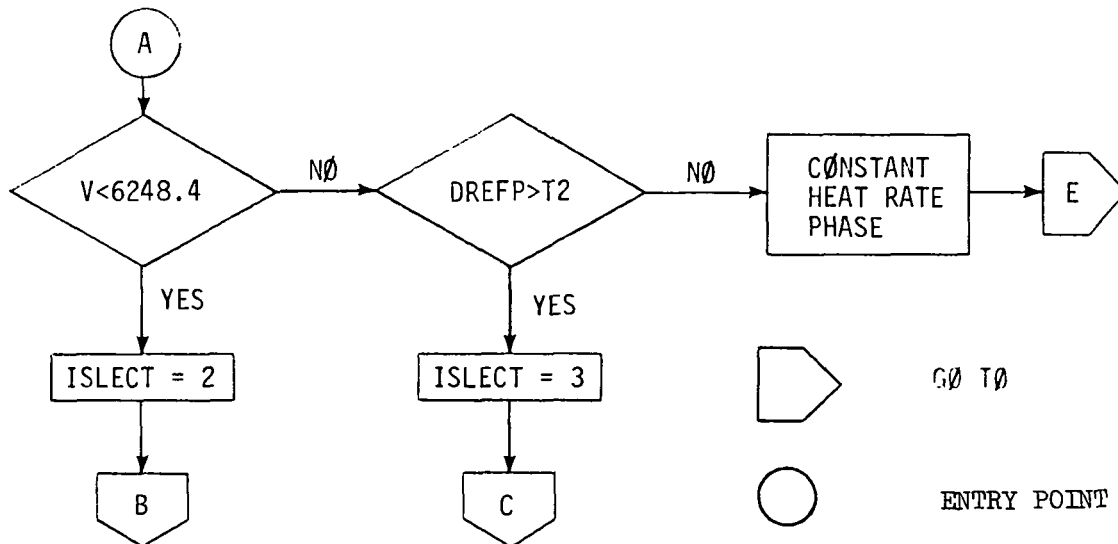 A
V<6248.4
NØ
DREFP>T2
NØ
CØNSTANT
HEAT RATE
PHASE
E
YES
YES
ISLECT = 2
ISLECT = 3
GØ TØ
B
C
ENTRY POINT